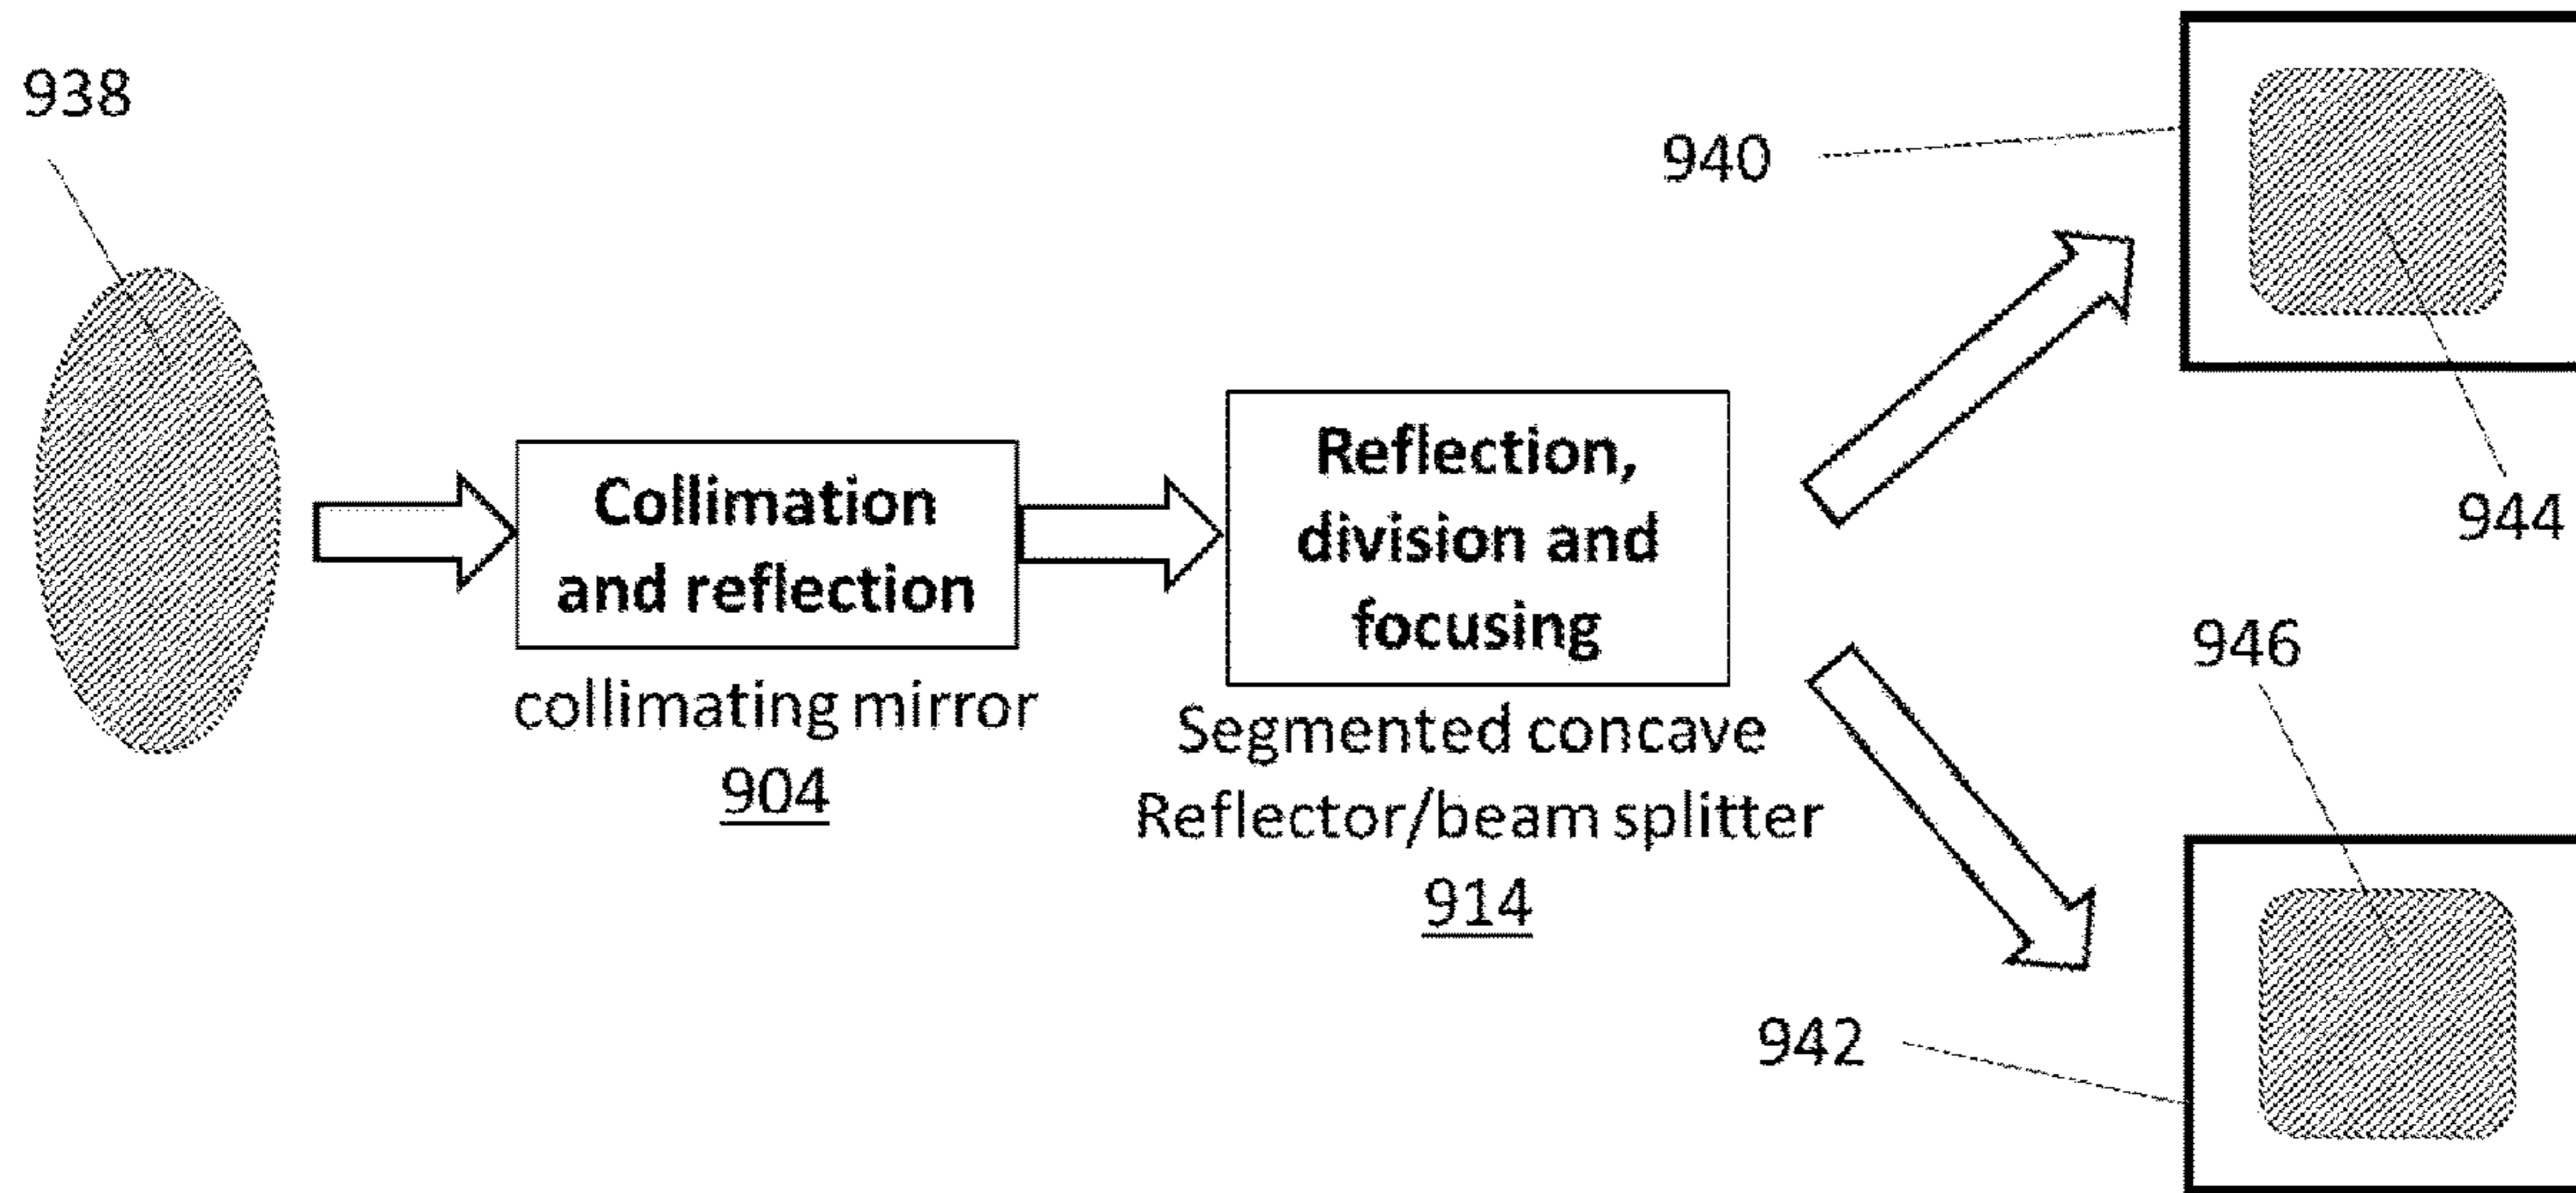 938
940
944
Collimation
and reflection
collimating mirror
904
Reflection,
division and
focusing
Segmented concave
Reflector/beam splitter
914
946
942